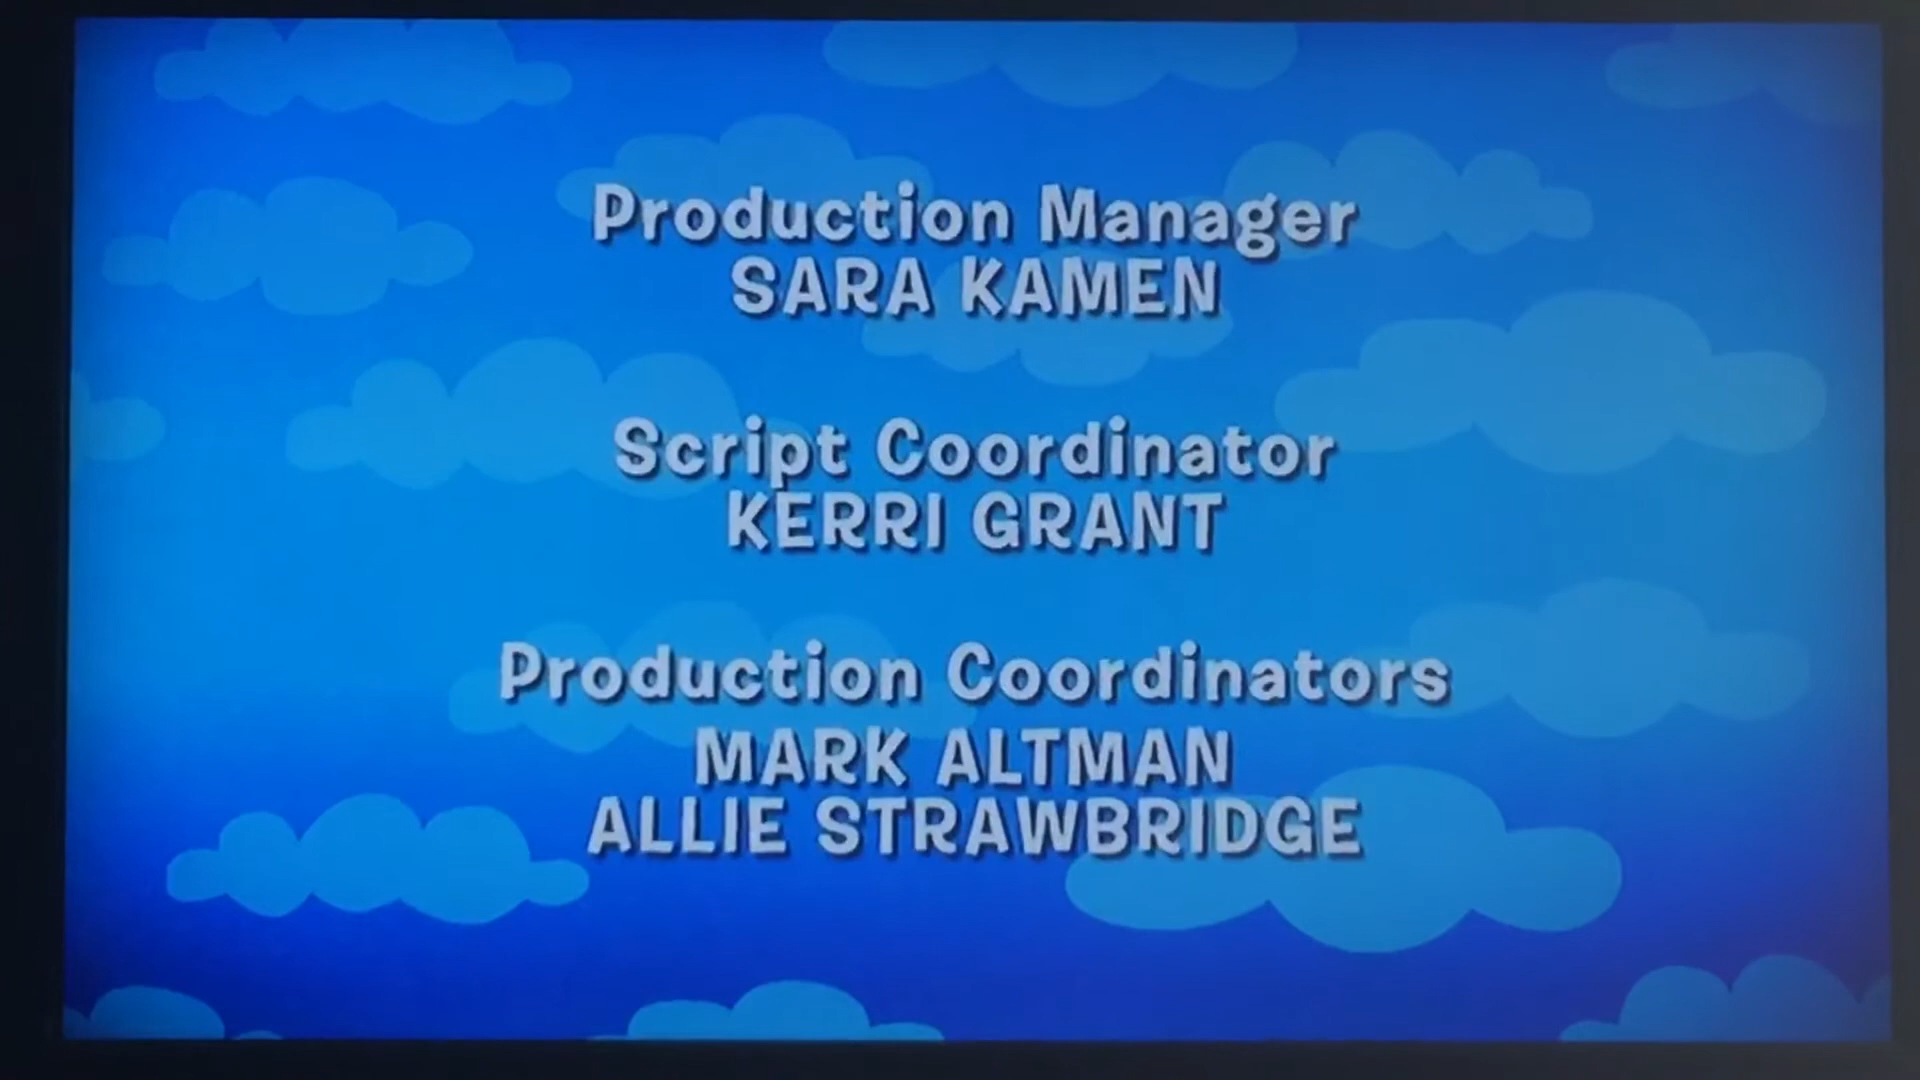 Production Manager
SARA KAMEN
Script Coordinator
KERRI GRANT
Production Coordinators
MARK ALTMAN
ALLIE STRAWBRIDGE